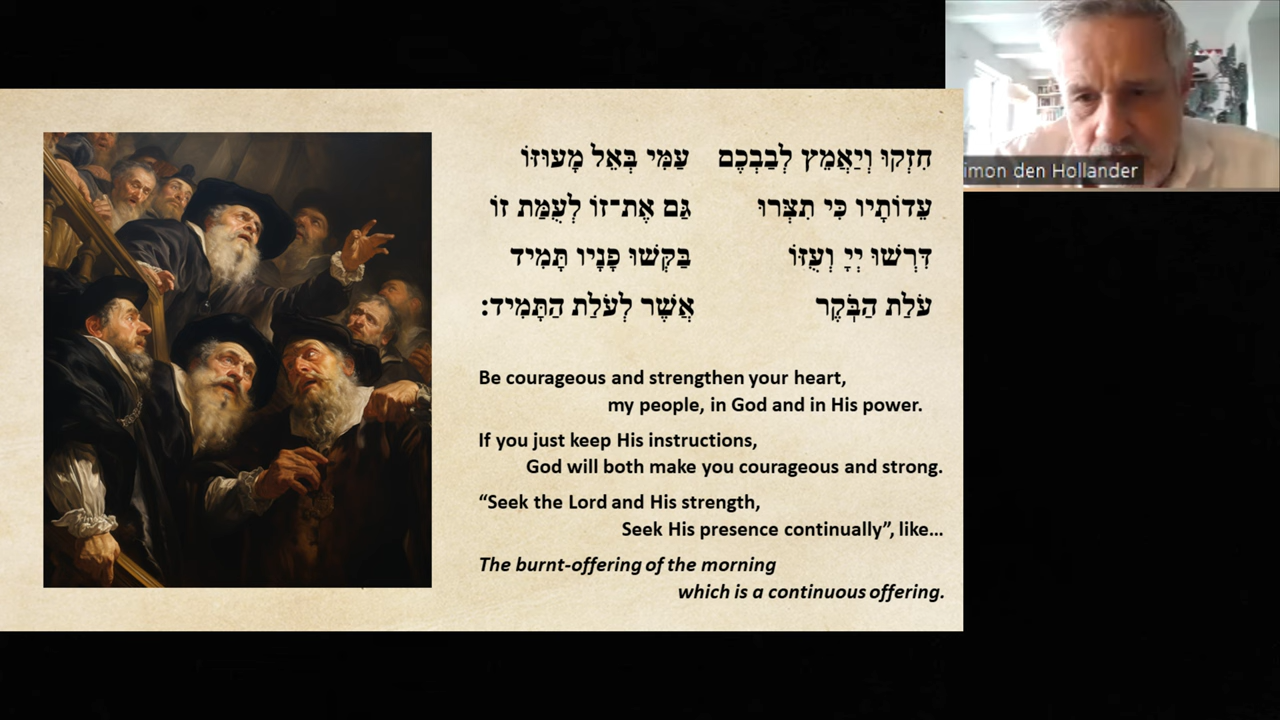 חִזְקוּ וְיַאֲמֵץ לְבַבְכֶם עַמִּי בְּאֵל מָעוּזּוֹ
עֵדוֹתָיו כִּי תִצְּרוּ גַּם אֶת־זוֹ לְעֻמַּת זוֹ
דִּרְשׁוּ יְיָ וְעֻזּוֹ בַּקְּשׁוּ פָנָיו תָּמִיד
עֹלַת הַבֹּקֶר אֲשֶׁר לְעֹלַת הַתָּמִיד:
Be courageous and strengthen your heart,
my people, in God and in His power.
If you just keep His instructions,
God will both make you courageous and strong.
“Seek the Lord and His strength,
Seek His presence continually”, like...
The burnt-offering of the morning
which is a continuous offering.
imon den Hollander